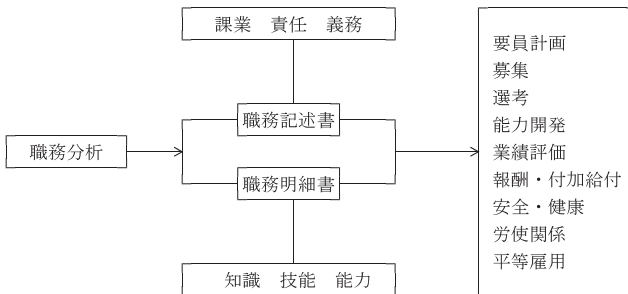 課業　責任　義務
職務記述書
職務分析
職務明細書
知識　技能　能力
要員計画
募集
選考
能力開発
業績評価
報酬・付加給付
安全・健康
労使関係
平等雇用